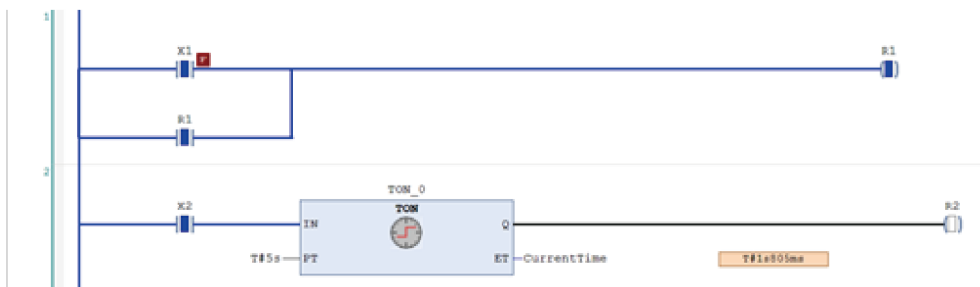 1
X1
F
R1
R1
2
TON_0
X2
TON
R2
IN
Q
T#5s
PT
ET
CurrentTime
T#1s805ms